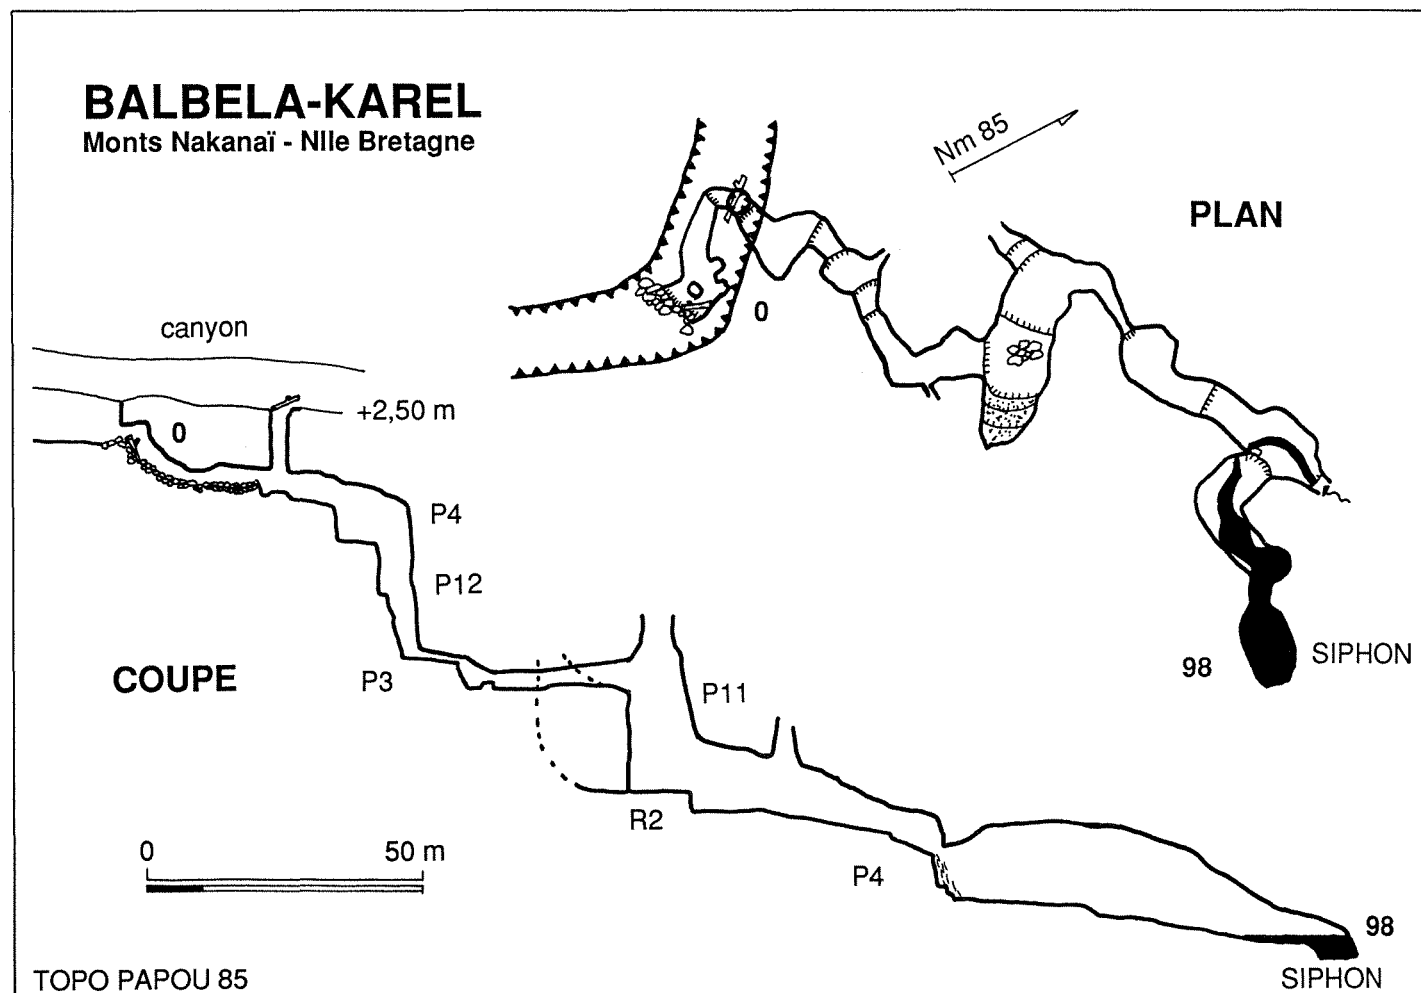 BALBELA-KAREL
Monts Nakanaï - Nlle Bretagne
Nm 85
PLAN
0
canyon
+2,50 m
0
P4
P12
COUPE
P3
P11
98
SIPHON
R2
0
50 m
P4
98
SIPHON
TOPO PAPOU 85